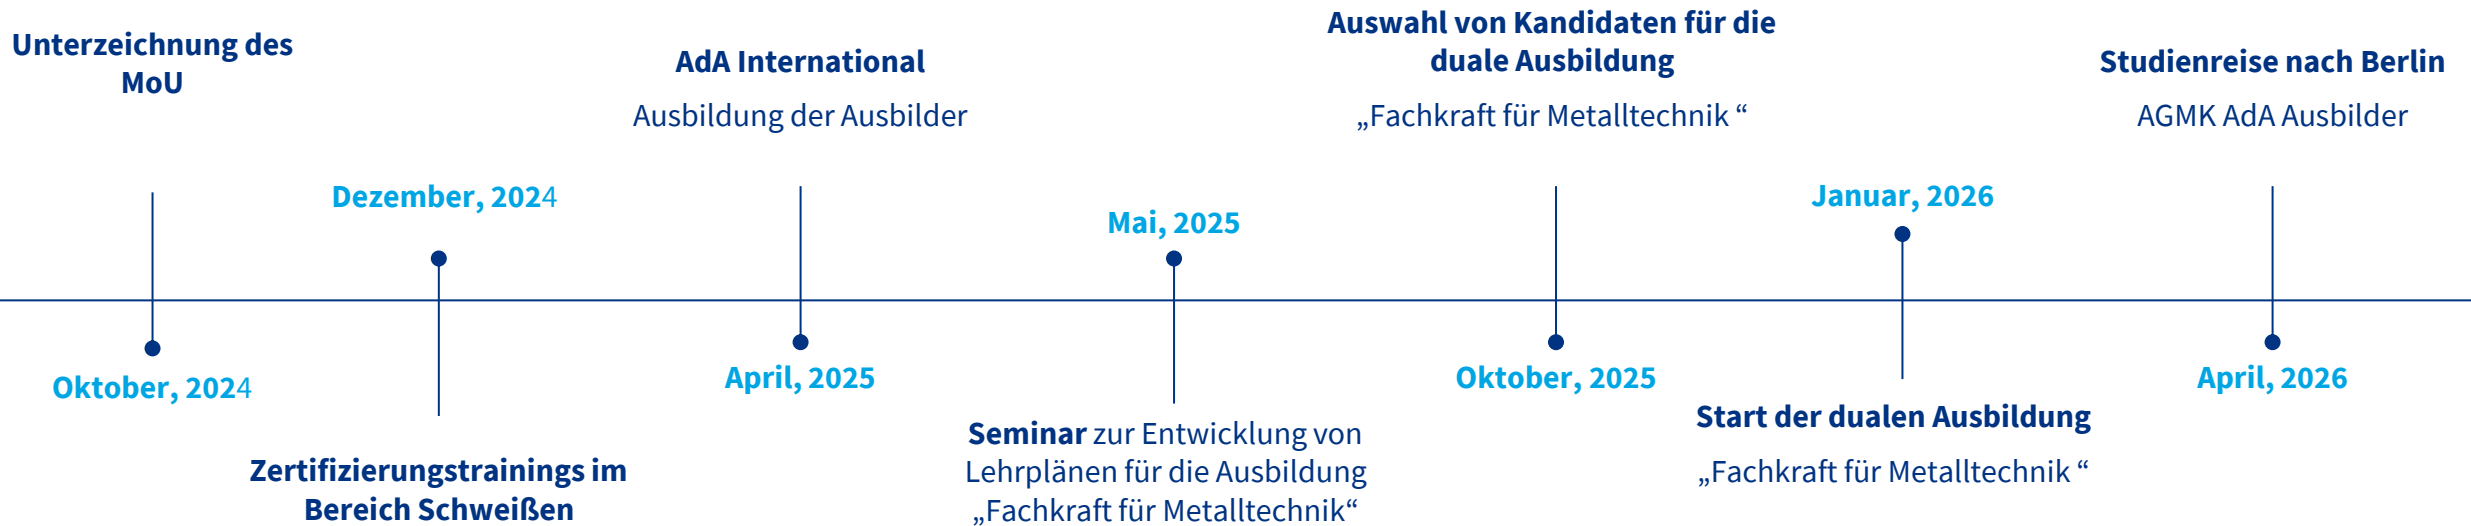 Unterzeichnung des
MoU
Oktober, 2024
Dezember, 2024
Zertifizierungstrainings im
Bereich Schweißen
AdA International
Ausbildung der Ausbilder
April, 2025
Mai, 2025
Seminar zur Entwicklung von
Lehrplänen für die Ausbildung
„Fachkraft für Metalltechnik“
Auswahl von Kandidaten für die
duale Ausbildung
„Fachkraft für Metalltechnik “
Oktober, 2025
Januar, 2026
Start der dualen Ausbildung
„Fachkraft für Metalltechnik “
Studienreise nach Berlin
AGMK AdA Ausbilder
April, 2026